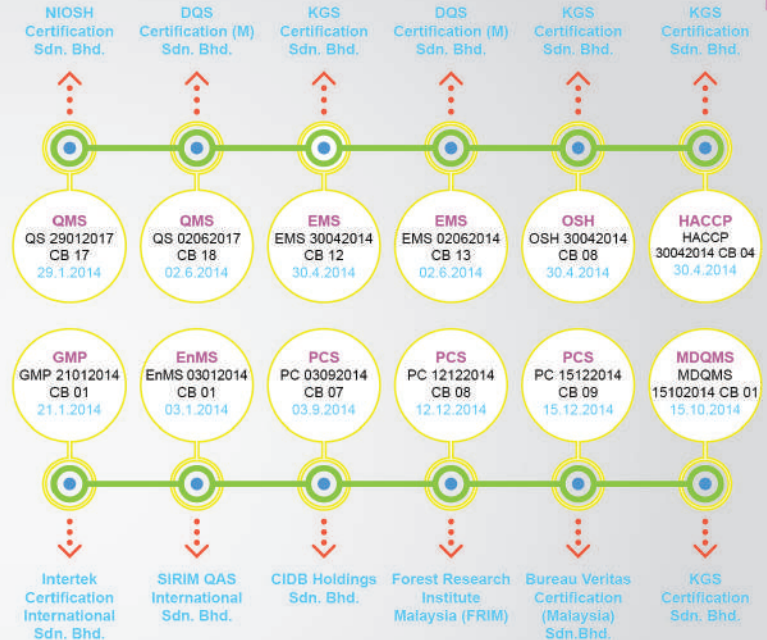 NIOSH
Certification
Sdn. Bhd.
DQS
Certification (M)
Sdn. Bhd.
KGS
Certification
Sdn. Bhd.
DQS
Certification (M)
Sdn. Bhd.
KGS
Certification
Sdn. Bhd.
KGS
Certification
Sdn. Bhd.
QMS
QS 29012017
CB 17
29.1.2014
QMS
QS 02062017
CB 18
02.6.2014
EMS
EMS 30042014
CB 12
30.4.2014
EMS
EMS 02062014
CB 13
02.6.2014
OSH
OSH 30042014
CB 08
30.4.2014
HACCP
HACCP
30042014 CB 04
30.4.2014
GMP
GMP 21012014
CB 01
21.1.2014
EnMS
EnMS 03012014
CB 01
03.1.2014
PCS
PC 03092014
CB 07
03.9.2014
PCS
PC 12122014
CB 08
12.12.2014
PCS
PC 15122014
CB 09
15.12.2014
MDQMS
MDQMS
15102014 CB 01
15.10.2014
Intertek
Certification
International
Sdn. Bhd.
SIRIM QAS
International
Sdn. Bhd.
CIDB Holdings
Sdn. Bhd.
Forest Research
Institute
Malaysia (FRIM)
Bureau Veritas
Certification
(Malaysia)
Sdn.Bhd.
KGS
Certification
Sdn. Bhd.